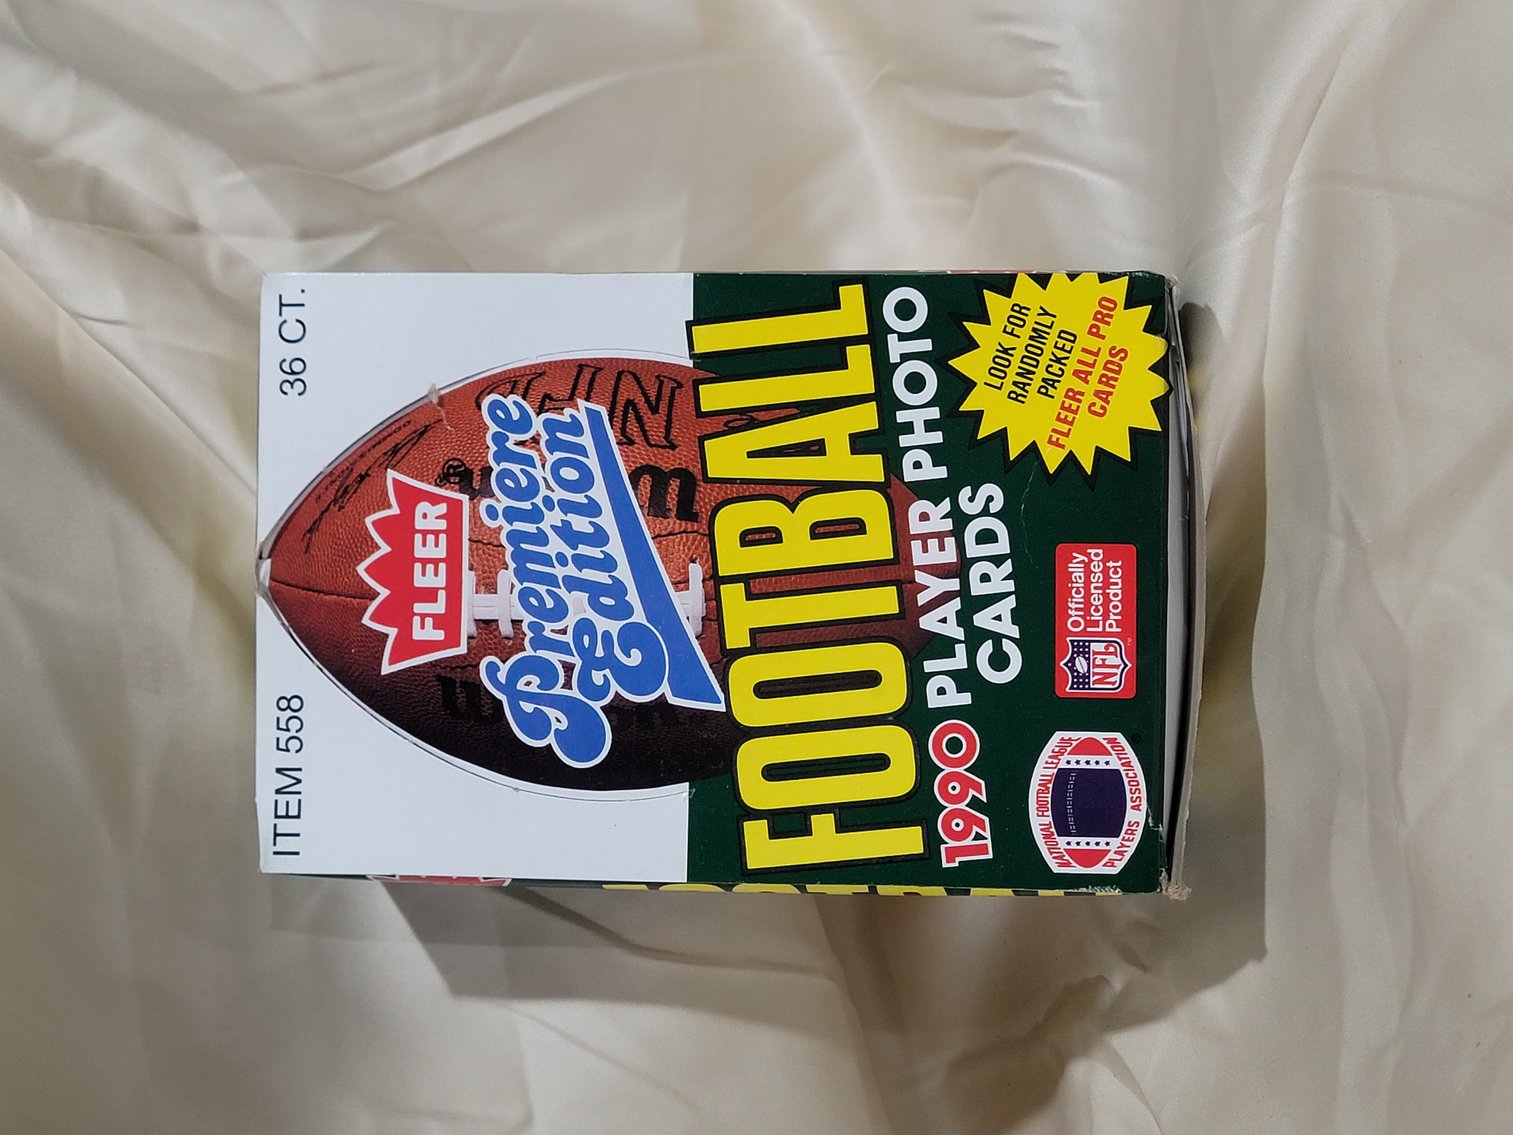 ITEM 558
36 CT.
FLEER
Premiere
Edition
FOOTBALL
1990 PLAYER PHOTO
CARDS
LOOK FOR
RANDOMLY
PACKED
FLEER ALL PRO
CARDS
NATIONAL FOOTBALL LEAGUE
PLAYERS ASSOCIATION
NFL
Officially
Licensed
Product